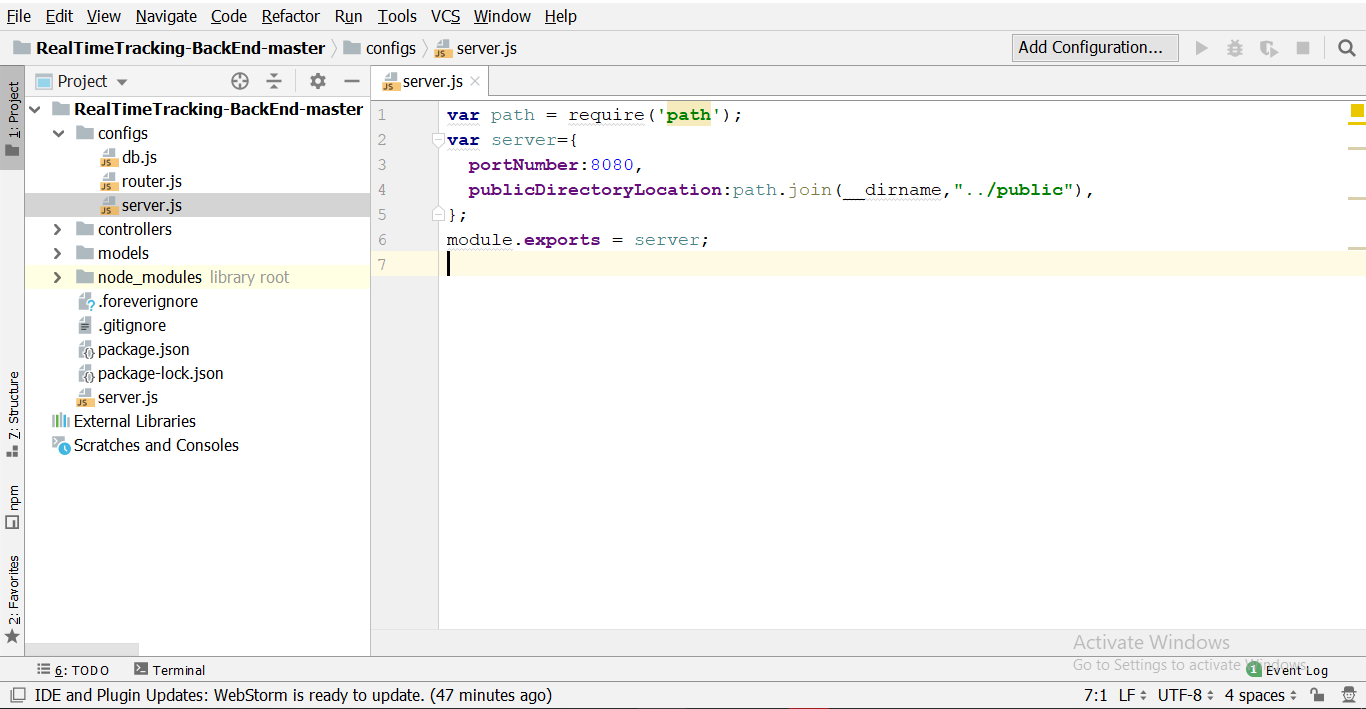 File Edit View Navigate Code Refactor Run Tools VCS Window Help
RealTimeTracking-BackEnd-master configs server.js Add Configuration...
1: Project
Project
server.js
RealTimeTracking-BackEnd-master
configs
db.js
router.js
server.js
controllers
models
node_modules library root
.foreverignore
.gitignore
package.json
package-lock.json
server.js
External Libraries
Scratches and Consoles
7: Structure
npm
2: Favorites
1 var path = require('path');
2 var server={
3   portNumber:8080,
4   publicDirectoryLocation:path.join(__dirname,"../public"),
5 };
6 module.exports = server;
7
Activate Windows
Go to Settings to activate Windows.
6: TODO Terminal 1 Event Log
IDE and Plugin Updates: WebStorm is ready to update. (47 minutes ago) 7:1 LF UTF-8 4 spaces